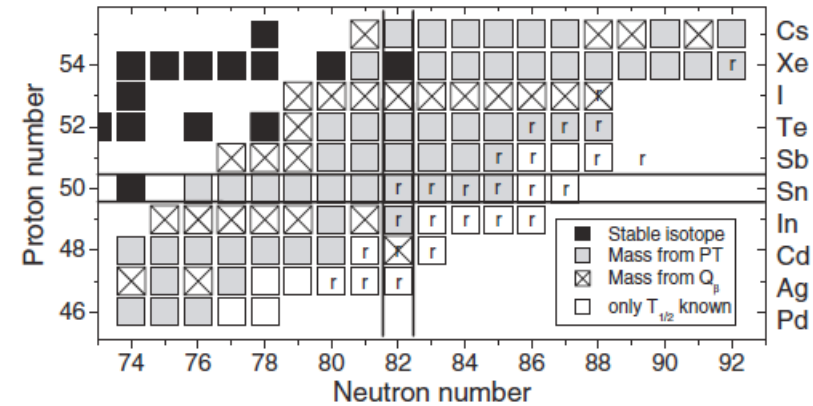 Cs
54 r Xe
r I
52 r r r Te
r r r r Sb
50 r r r r r r Sn
r r r r r In
48 r r r Cd
r r r Ag
46 Pd
Stable isotope
Mass from PT
Mass from Qβ
only T1/2 known
74 76 78 80 82 84 86 88 90 92
Neutron number
Proton number